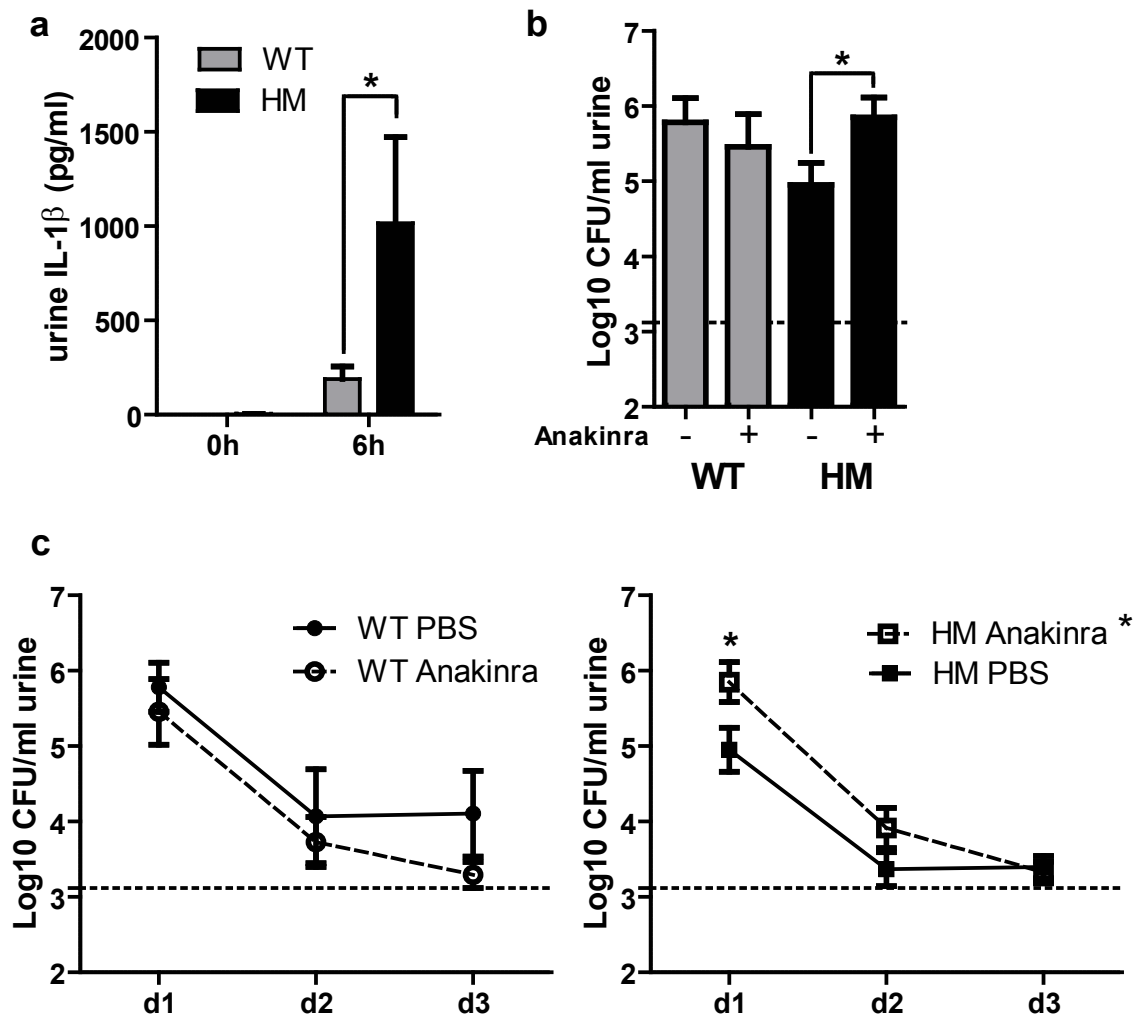 a
2000
1500
1000
500
0
urine IL-1β (pg/ml)
WT
HM
*
0h
6h
b
7
6
5
4
3
2
Log10 CFU/ml urine
*
Anakinra - + - +
WT HM
c
7
6
5
4
3
2
Log10 CFU/ml urine
WT PBS
WT Anakinra
d1 d2 d3
7
6
5
4
3
2
Log10 CFU/ml urine
*
HM Anakinra *
HM PBS
d1 d2 d3